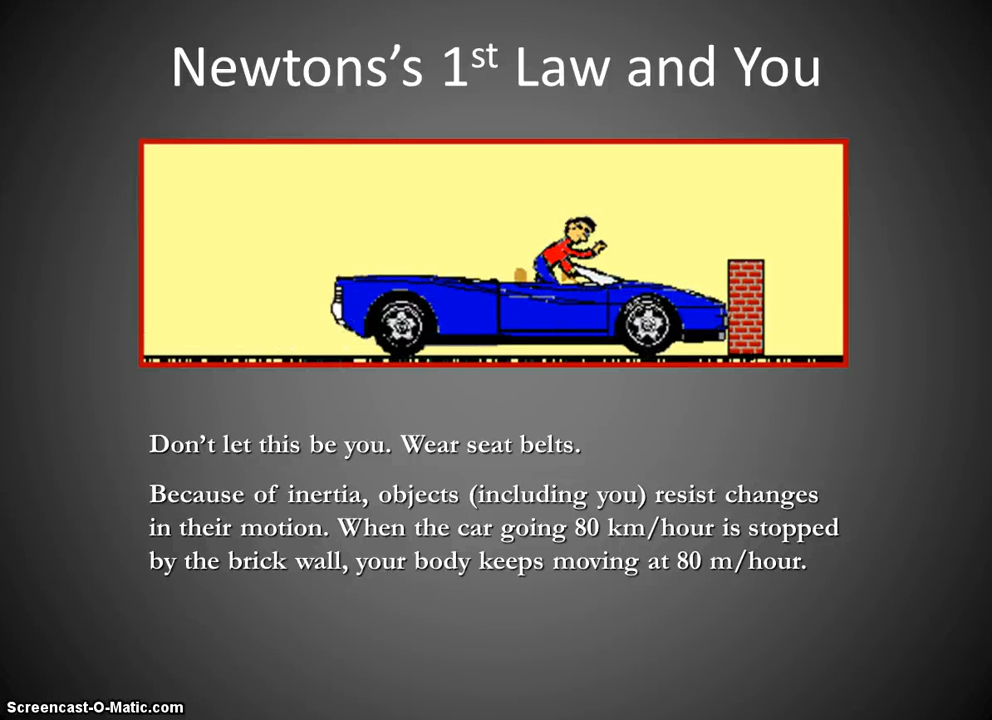 Newtons's 1st Law and You
Don't let this be you. Wear seat belts.
Because of inertia, objects (including you) resist changes
in their motion. When the car going 80 km/hour is stopped
by the brick wall, your body keeps moving at 80 m/hour.
Screencast-O-Matic.com